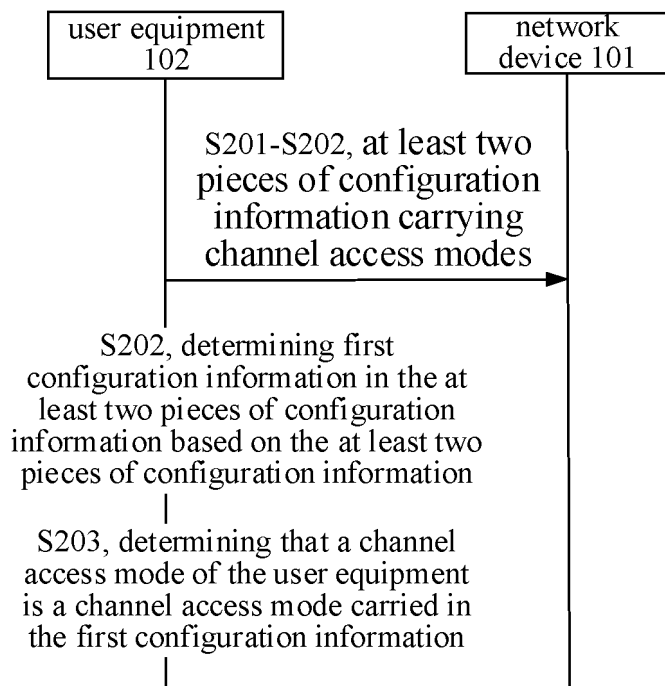 user equipment
102
network
device 101
S201-S202, at least two
pieces of configuration
information carrying
channel access modes
S202, determining first
configuration information in the at
least two pieces of configuration
information based on the at least two
pieces of configuration information
S203, determining that a channel
access mode of the user equipment
is a channel access mode carried in
the first configuration information